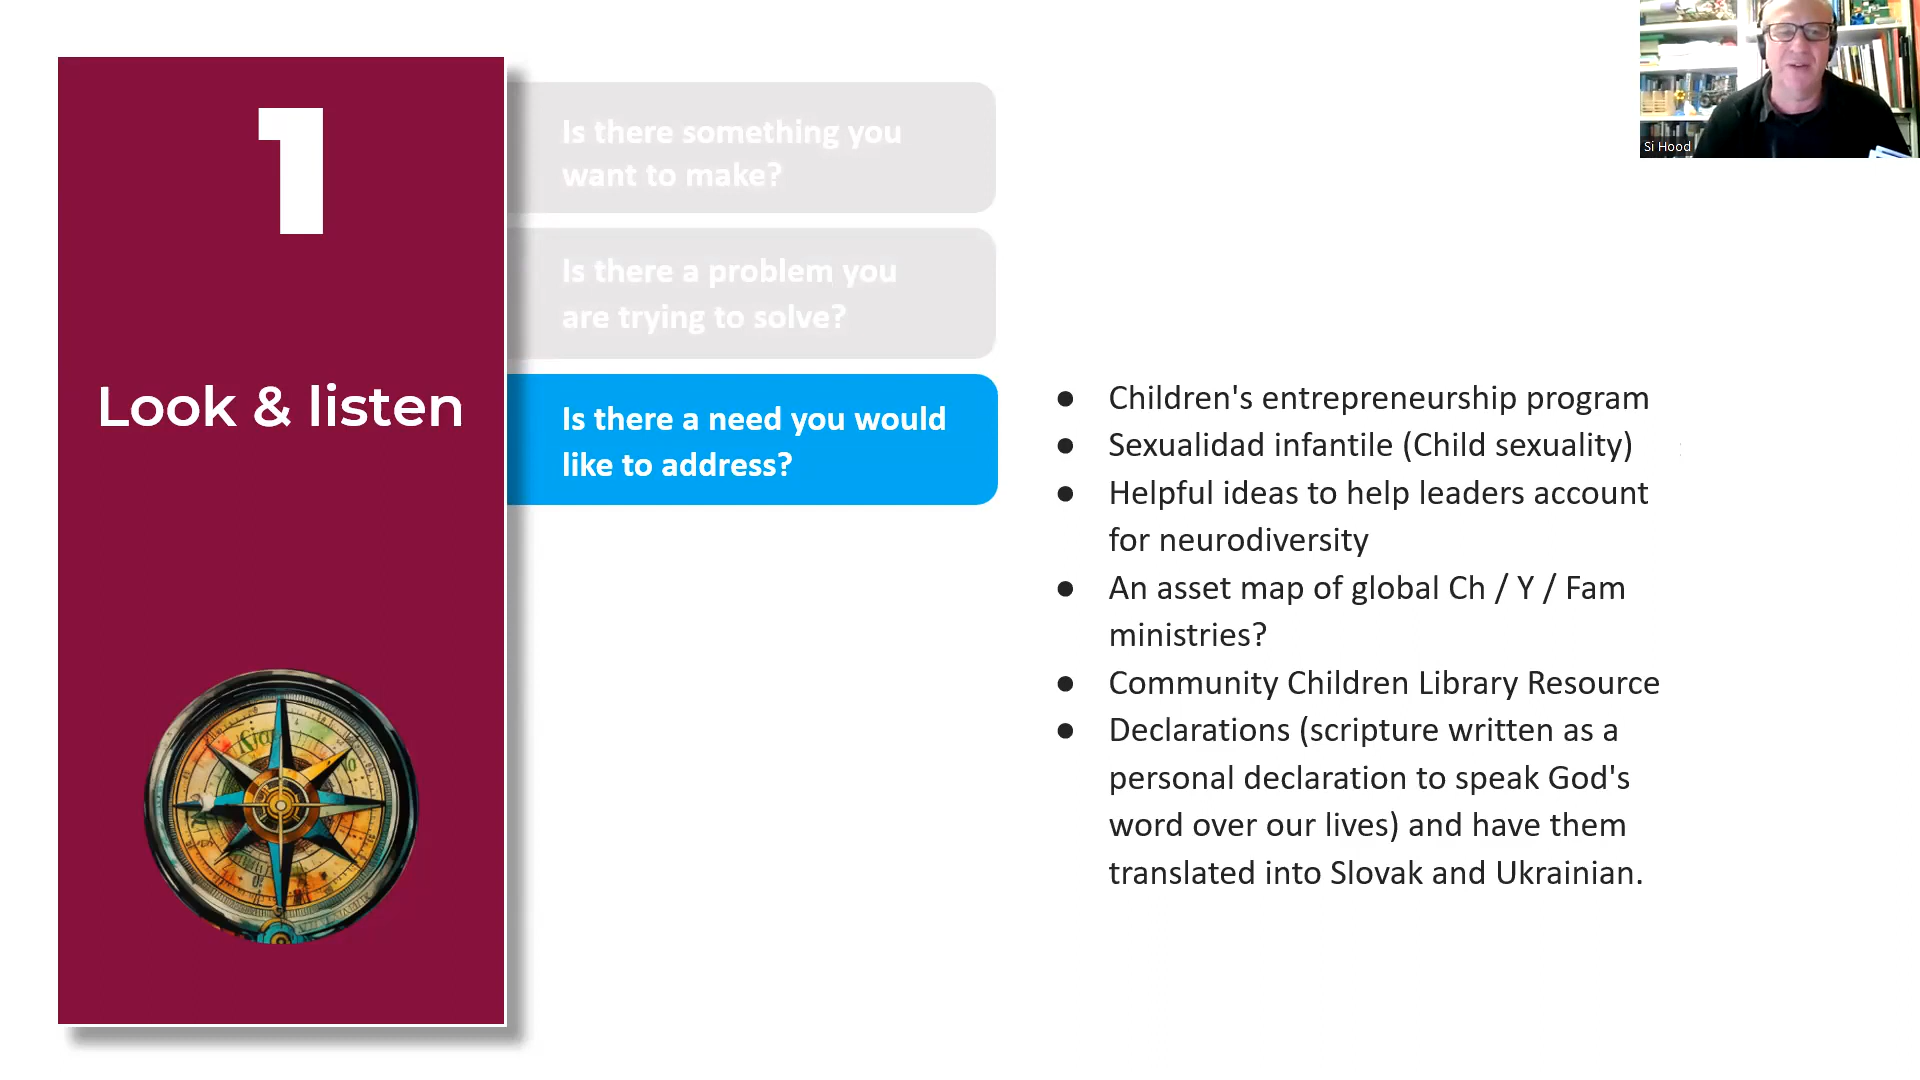 1
Look & listen
Is there something you
want to make?
Is there a problem you
are trying to solve?
Is there a need you would
like to address?
● Children's entrepreneurship program
● Sexualidad infantile (Child sexuality)
● Helpful ideas to help leaders account
for neurodiversity
● An asset map of global Ch / Y / Fam
ministries?
● Community Children Library Resource
● Declarations (scripture written as a
personal declaration to speak God's
word over our lives) and have them
translated into Slovak and Ukrainian.
Si Hood